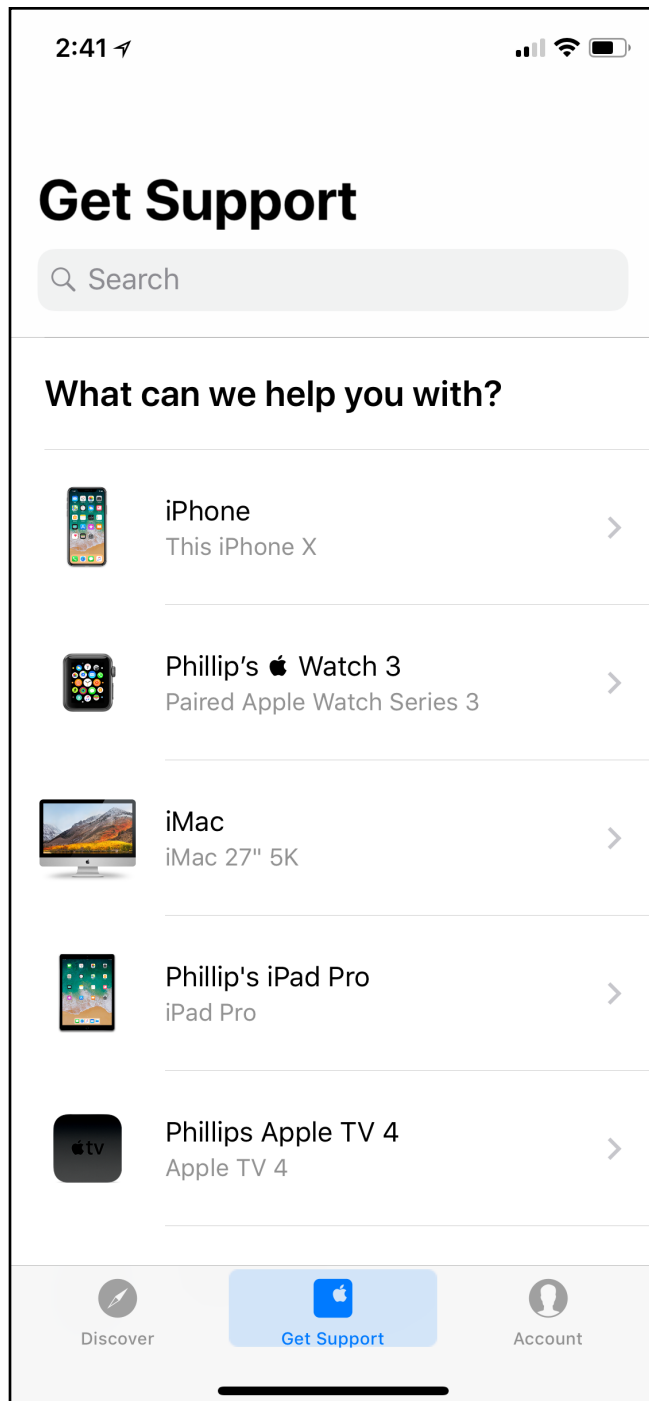 2:41
Get Support
Search
What can we help you with?
iPhone
This iPhone X
Phillip’s  Watch 3
Paired Apple Watch Series 3
iMac
iMac 27" 5K
Phillip's iPad Pro
iPad Pro
tv
Phillips Apple TV 4
Apple TV 4
Discover
Get Support
Account